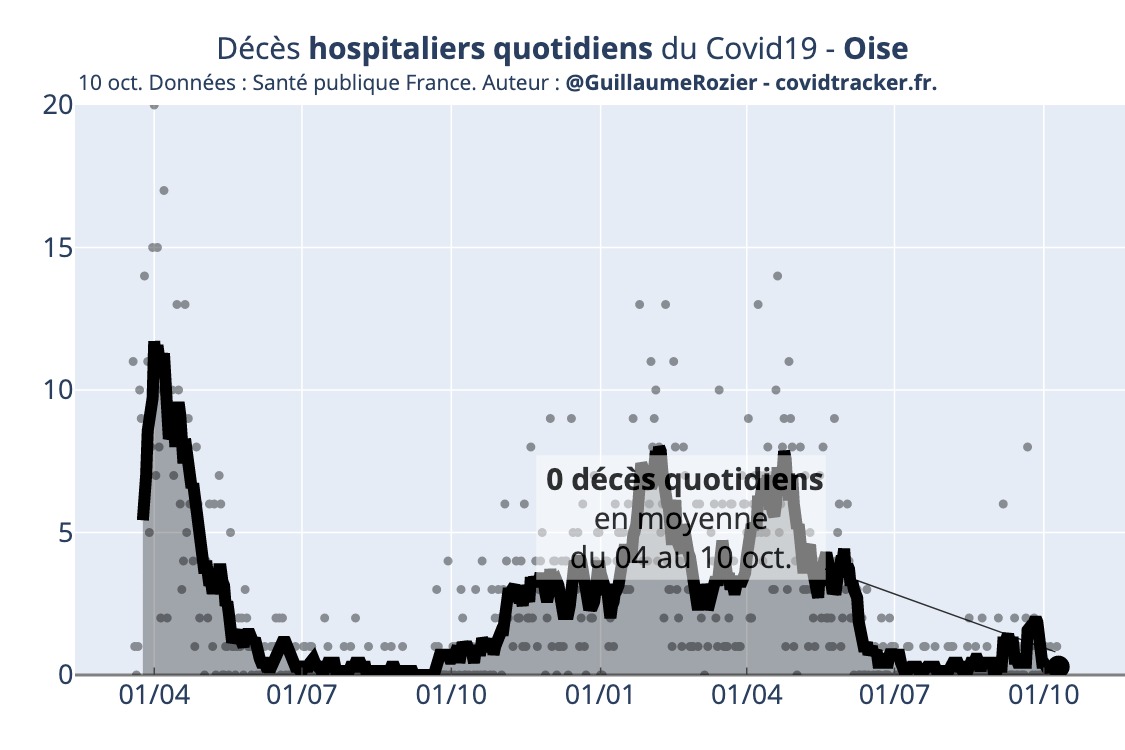 Décès hospitaliers quotidiens du Covid19 - Oise
10 oct. Données : Santé publique France. Auteur : @GuillaumeRozier - covidtracker.fr.
20
15
10
5
0
0 décès quotidiens
en moyenne
du 04 au 10 oct.
01/04 01/07 01/10 01/01 01/04 01/07 01/10